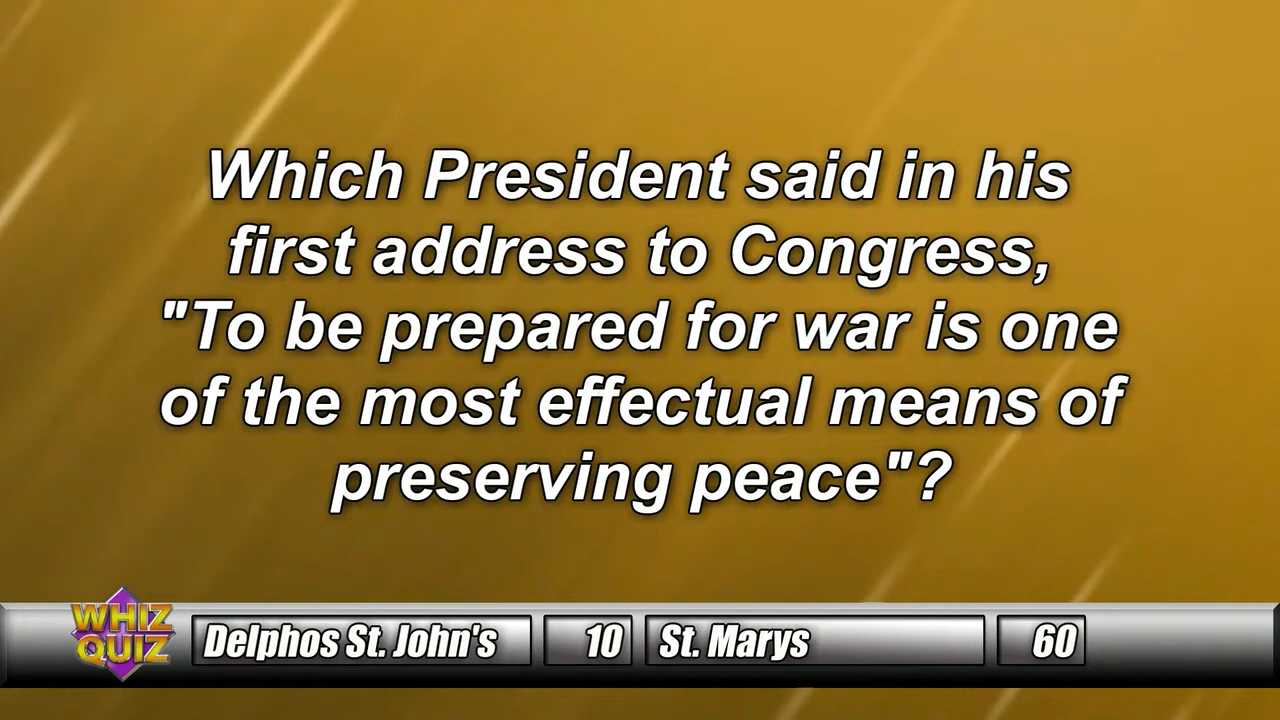 Which President said in his
first address to Congress,
"To be prepared for war is one
of the most effectual means of
preserving peace"?
WHIZ
QUIZ
Delphos St. John's 10 St. Marys 60